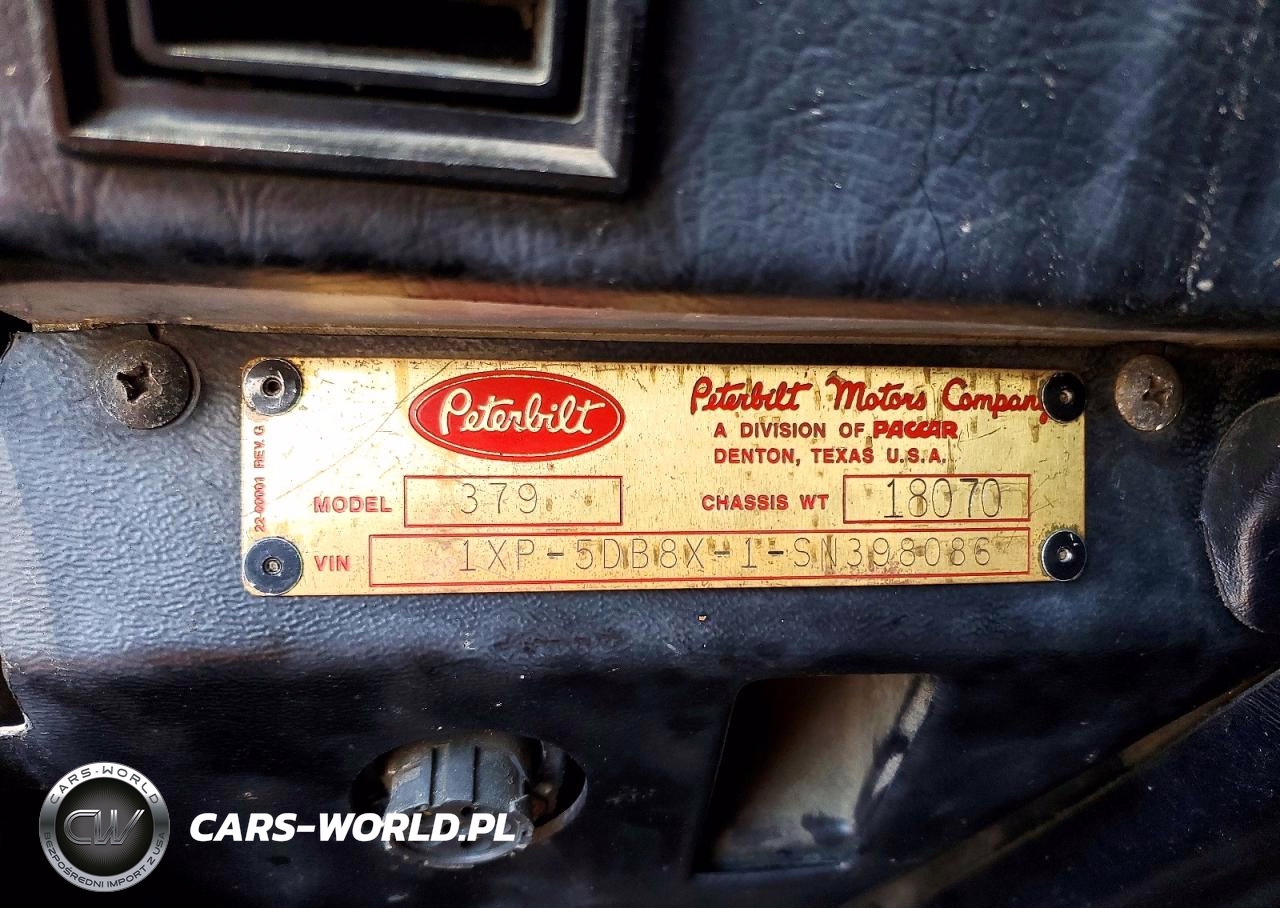 Peterbilt
Peterbilt Motors Company
A DIVISION OF PACCAR
DENTON, TEXAS U.S.A.
22-00001 REV. G
MODEL 379
CHASSIS WT 18070
VIN 1XP-5DB8X-1-SN398086
CARS-WORLD
CW
BEZPOŚREDNI IMPORT Z USA
CARS-WORLD.PL